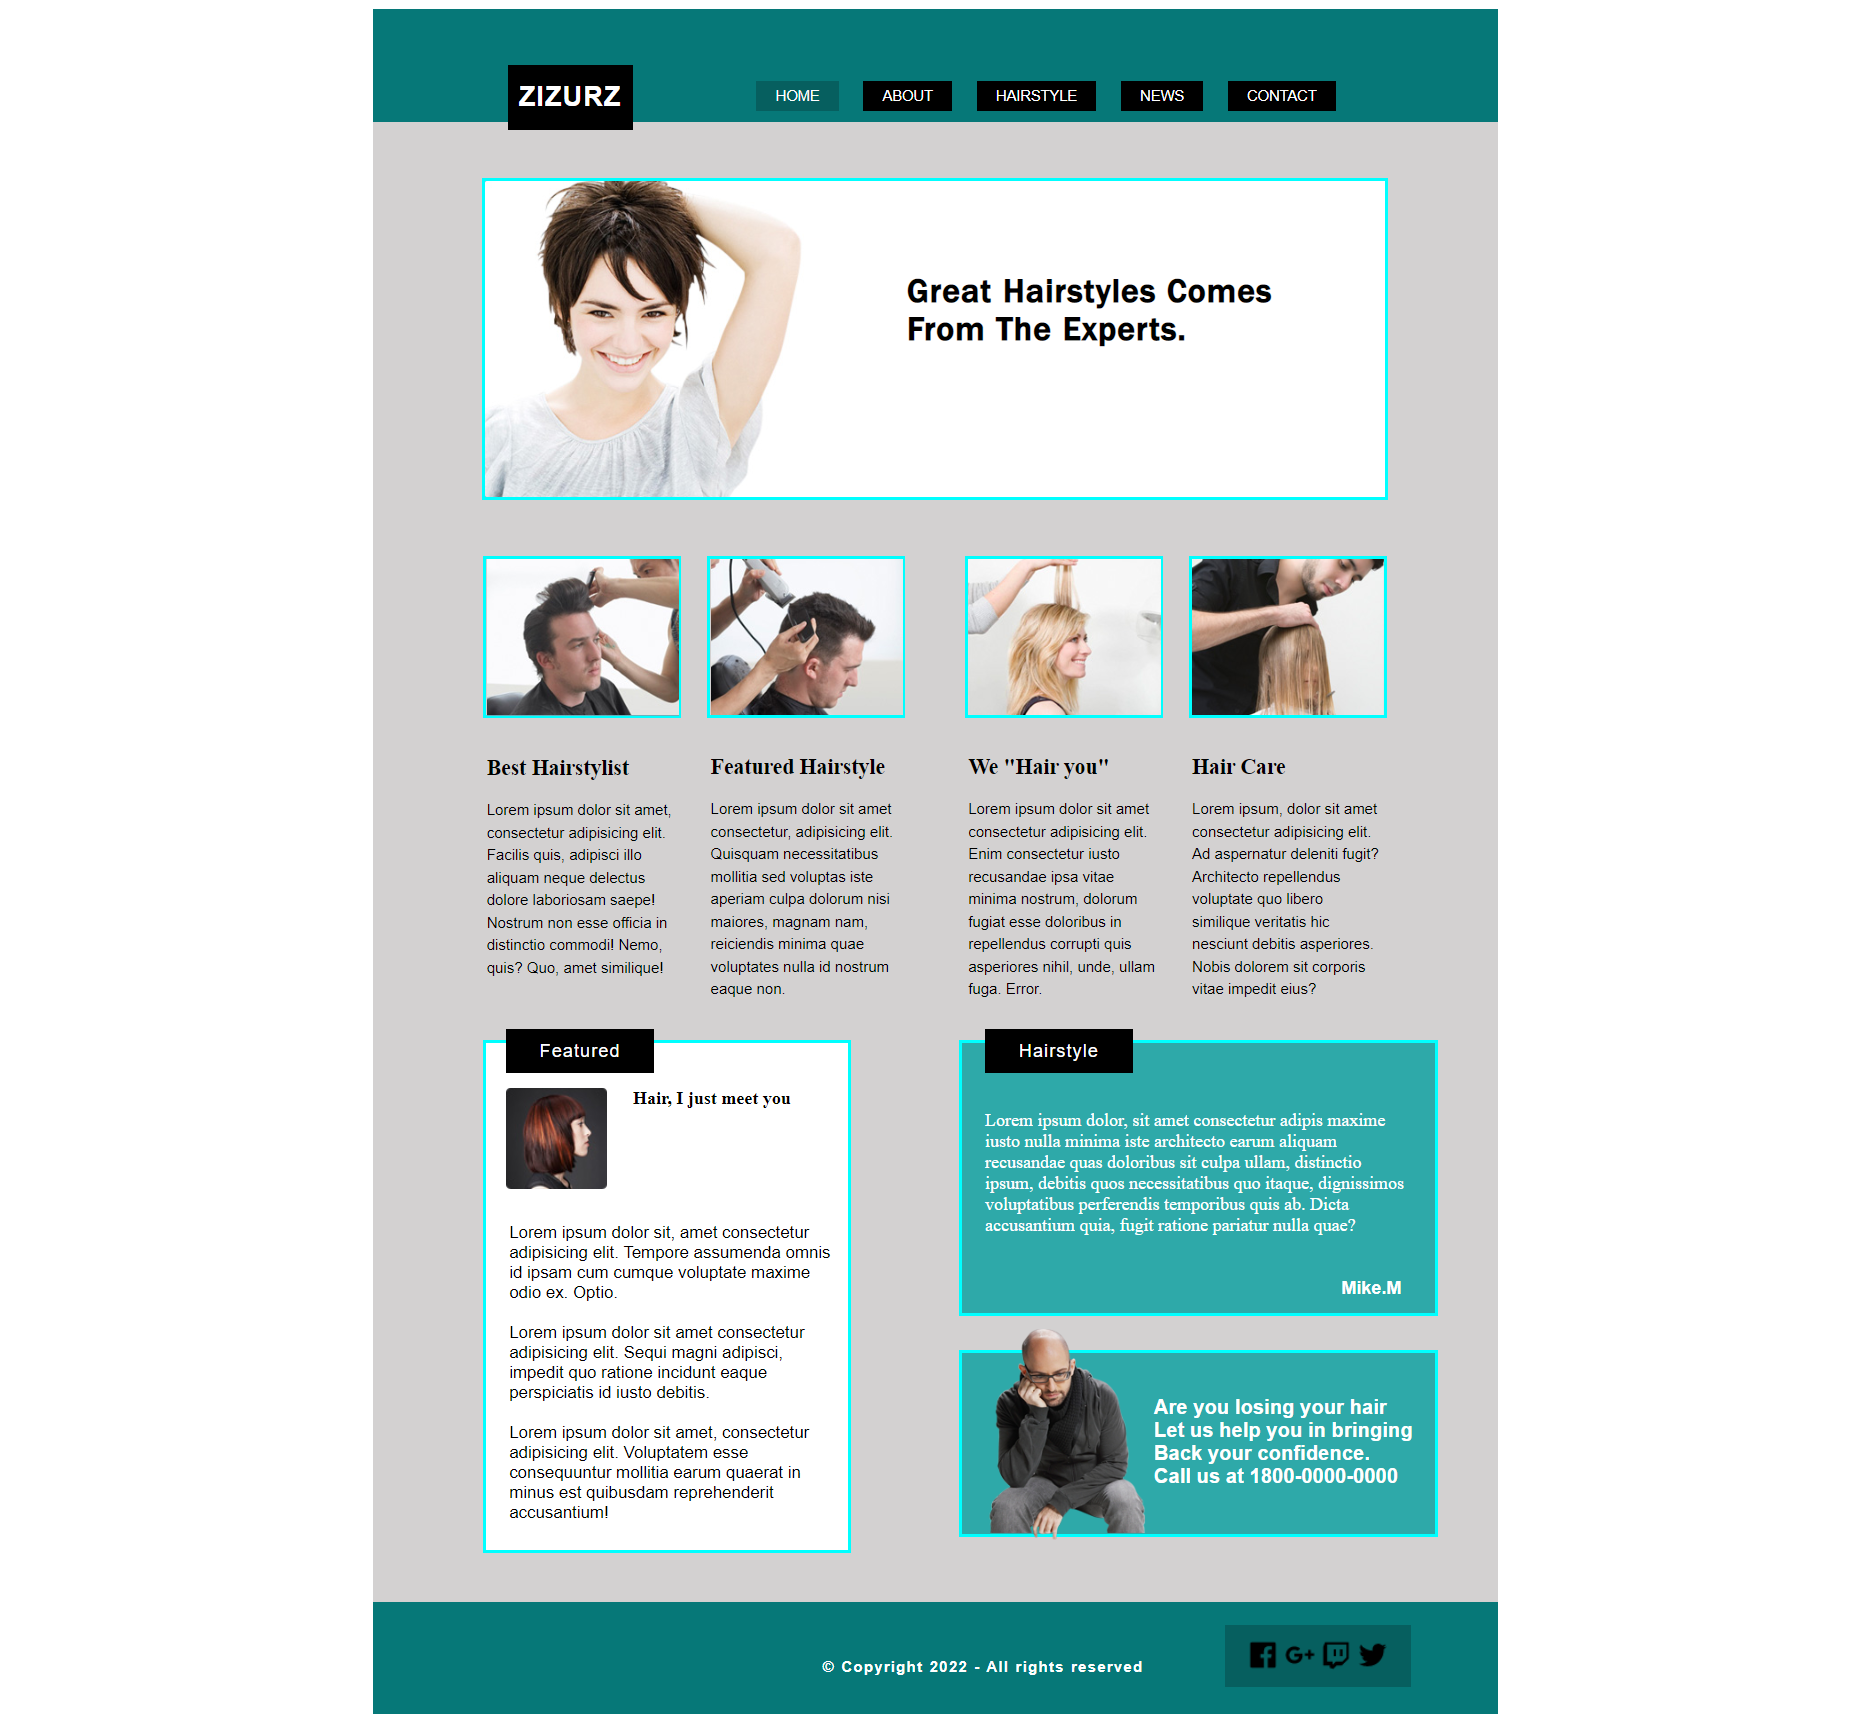 ZIZURZ
HOME
ABOUT
HAIRSTYLE
NEWS
CONTACT
Great Hairstyles Comes
From The Experts.
Best Hairstylist
Lorem ipsum dolor sit amet,
consectetur adipisicing elit.
Facilis quis, adipisci illo
aliquam neque delectus
dolore laboriosam saepe!
Nostrum non esse officia in
distinctio commodi! Nemo,
quis? Quo, amet similique!
Featured Hairstyle
Lorem ipsum dolor sit amet
consectetur, adipisicing elit.
Quisquam necessitatibus
mollitia sed voluptas iste
aperiam culpa dolorum nisi
maiores, magnam nam,
reiciendis minima quae
voluptates nulla id nostrum
eaque non.
We "Hair you"
Lorem ipsum dolor sit amet
consectetur adipisicing elit.
Enim consectetur iusto
recusandae ipsa vitae
minima nostrum, dolorum
fugiat esse doloribus in
repellendus corrupti quis
asperiores nihil, unde, ullam
fuga. Error.
Hair Care
Lorem ipsum, dolor sit amet
consectetur adipisicing elit.
Ad aspernatur deleniti fugit?
Architecto repellendus
voluptate quo libero
similique veritatis hic
nesciunt debitis asperiores.
Nobis dolorem sit corporis
vitae impedit eius?
Featured
Hair, I just meet you
Lorem ipsum dolor sit, amet consectetur
adipisicing elit. Tempore assumenda omnis
id ipsam cum cumque voluptate maxime
odio ex. Optio.
Lorem ipsum dolor sit amet consectetur
adipisicing elit. Sequi magni adipisci,
impedit quo ratione incidunt eaque
perspiciatis id iusto debitis.
Lorem ipsum dolor sit amet, consectetur
adipisicing elit. Voluptatem esse
consequuntur mollitia earum quaerat in
minus est quibusdam reprehenderit
accusantium!
Hairstyle
Lorem ipsum dolor, sit amet consectetur adipis maxime
iusto nulla minima iste architecto earum aliquam
recusandae quas doloribus sit culpa ullam, distinctio
ipsum, debitis quos necessitatibus quo itaque, dignissimos
voluptatibus perferendis temporibus quis ab. Dicta
accusantium quia, fugit ratione pariatur nulla quae?
Mike.M
Are you losing your hair
Let us help you in bringing
Back your confidence.
Call us at 1800-0000-0000
© Copyright 2022 - All rights reserved